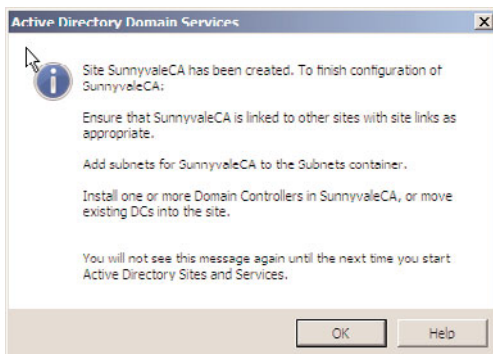 Active Directory Domain Services
Site SunnyvaleCA has been created. To finish configuration of
SunnyvaleCA:
Ensure that SunnyvaleCA is linked to other sites with site links as
appropriate.
Add subnets for SunnyvaleCA to the Subnets container.
Install one or more Domain Controllers in SunnyvaleCA, or move
existing DCs into the site.
You will not see this message again until the next time you start
Active Directory Sites and Services.
OK
Help